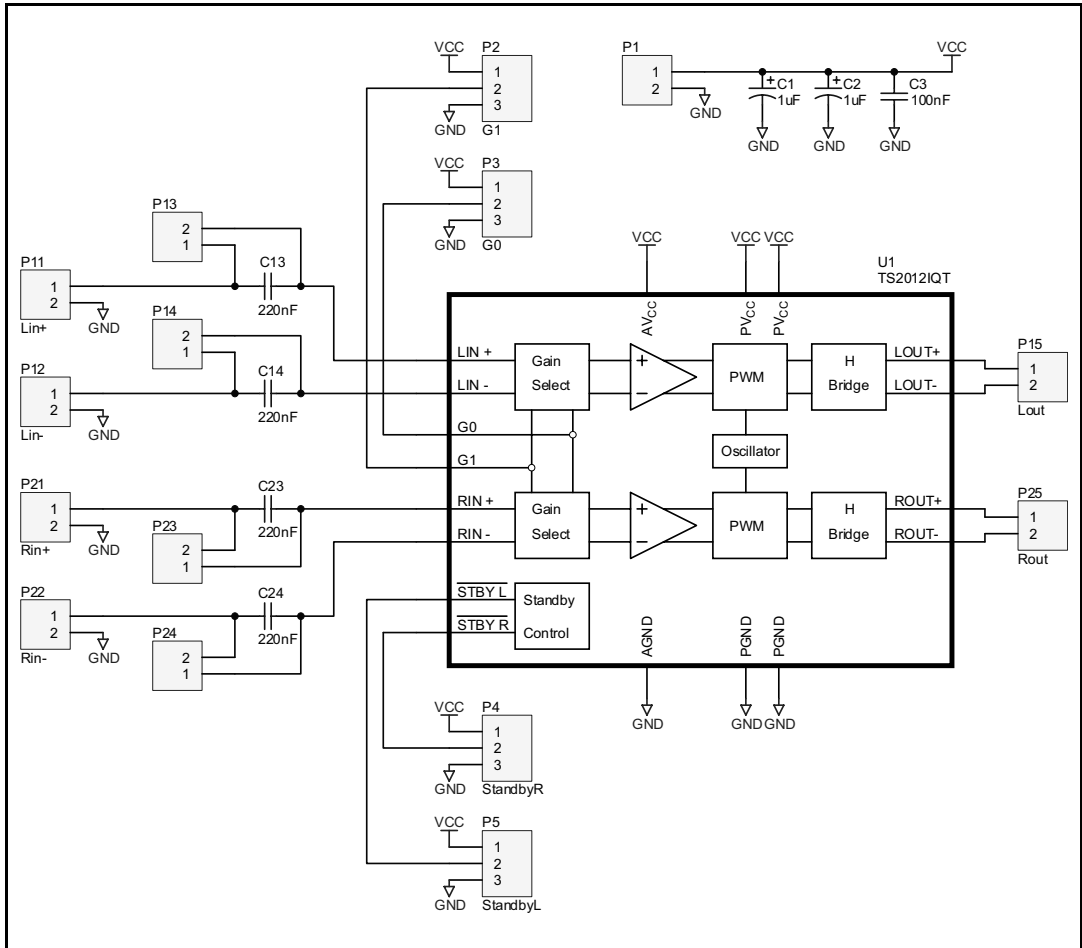 VCC
P2
1
2
3
GND
G1
P1
1
2
GND
VCC
+
C1
1uF
GND
+
C2
1uF
GND
C3
100nF
GND
VCC
P3
1
2
3
GND
G0
P13
2
1
P11
1
2
Lin+
GND
C13
220nF
P14
2
1
P12
1
2
Lin-
GND
C14
220nF
VCC
VCC
VCC
U1
TS2012IQT
AVCC
PVCC
PVCC
LIN +
LIN -
Gain
Select
+
−
PWM
H
Bridge
LOUT+
LOUT-
P15
1
2
Lout
G0
G1
Oscillator
P21
1
2
Rin+
GND
C23
220nF
P23
2
1
RIN +
RIN -
Gain
Select
+
−
PWM
H
Bridge
ROUT+
ROUT-
P25
1
2
Rout
P22
1
2
Rin-
GND
C24
220nF
P24
2
1
STBY L
STBY R
Standby
Control
AGND
PGND
PGND
GND
GND
GND
VCC
P4
1
2
3
GND
StandbyR
VCC
P5
1
2
3
GND
StandbyL